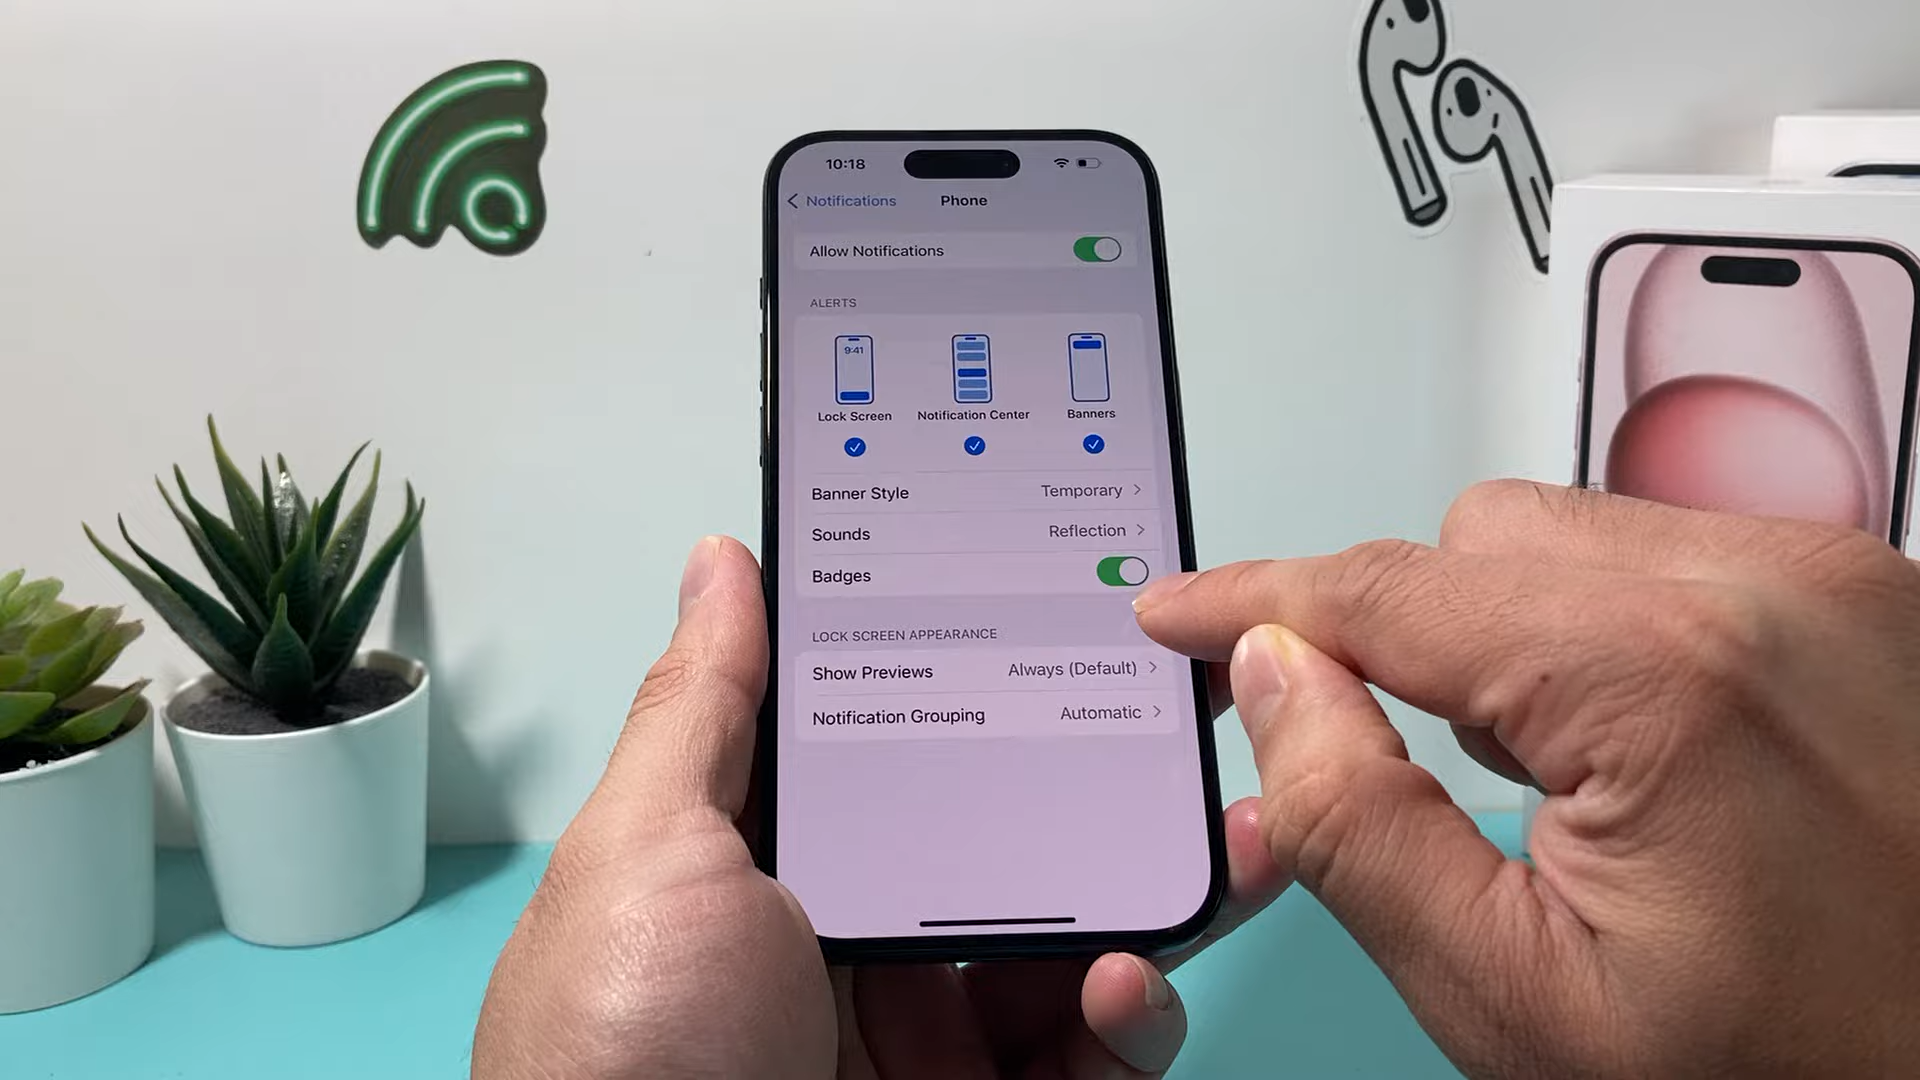 10:18
Notifications
Phone
Allow Notifications
ALERTS
9:41
Lock Screen
Notification Center
Banners
Banner Style Temporary
Sounds Reflection
Badges
LOCK SCREEN APPEARANCE
Show Previews Always (Default)
Notification Grouping Automatic